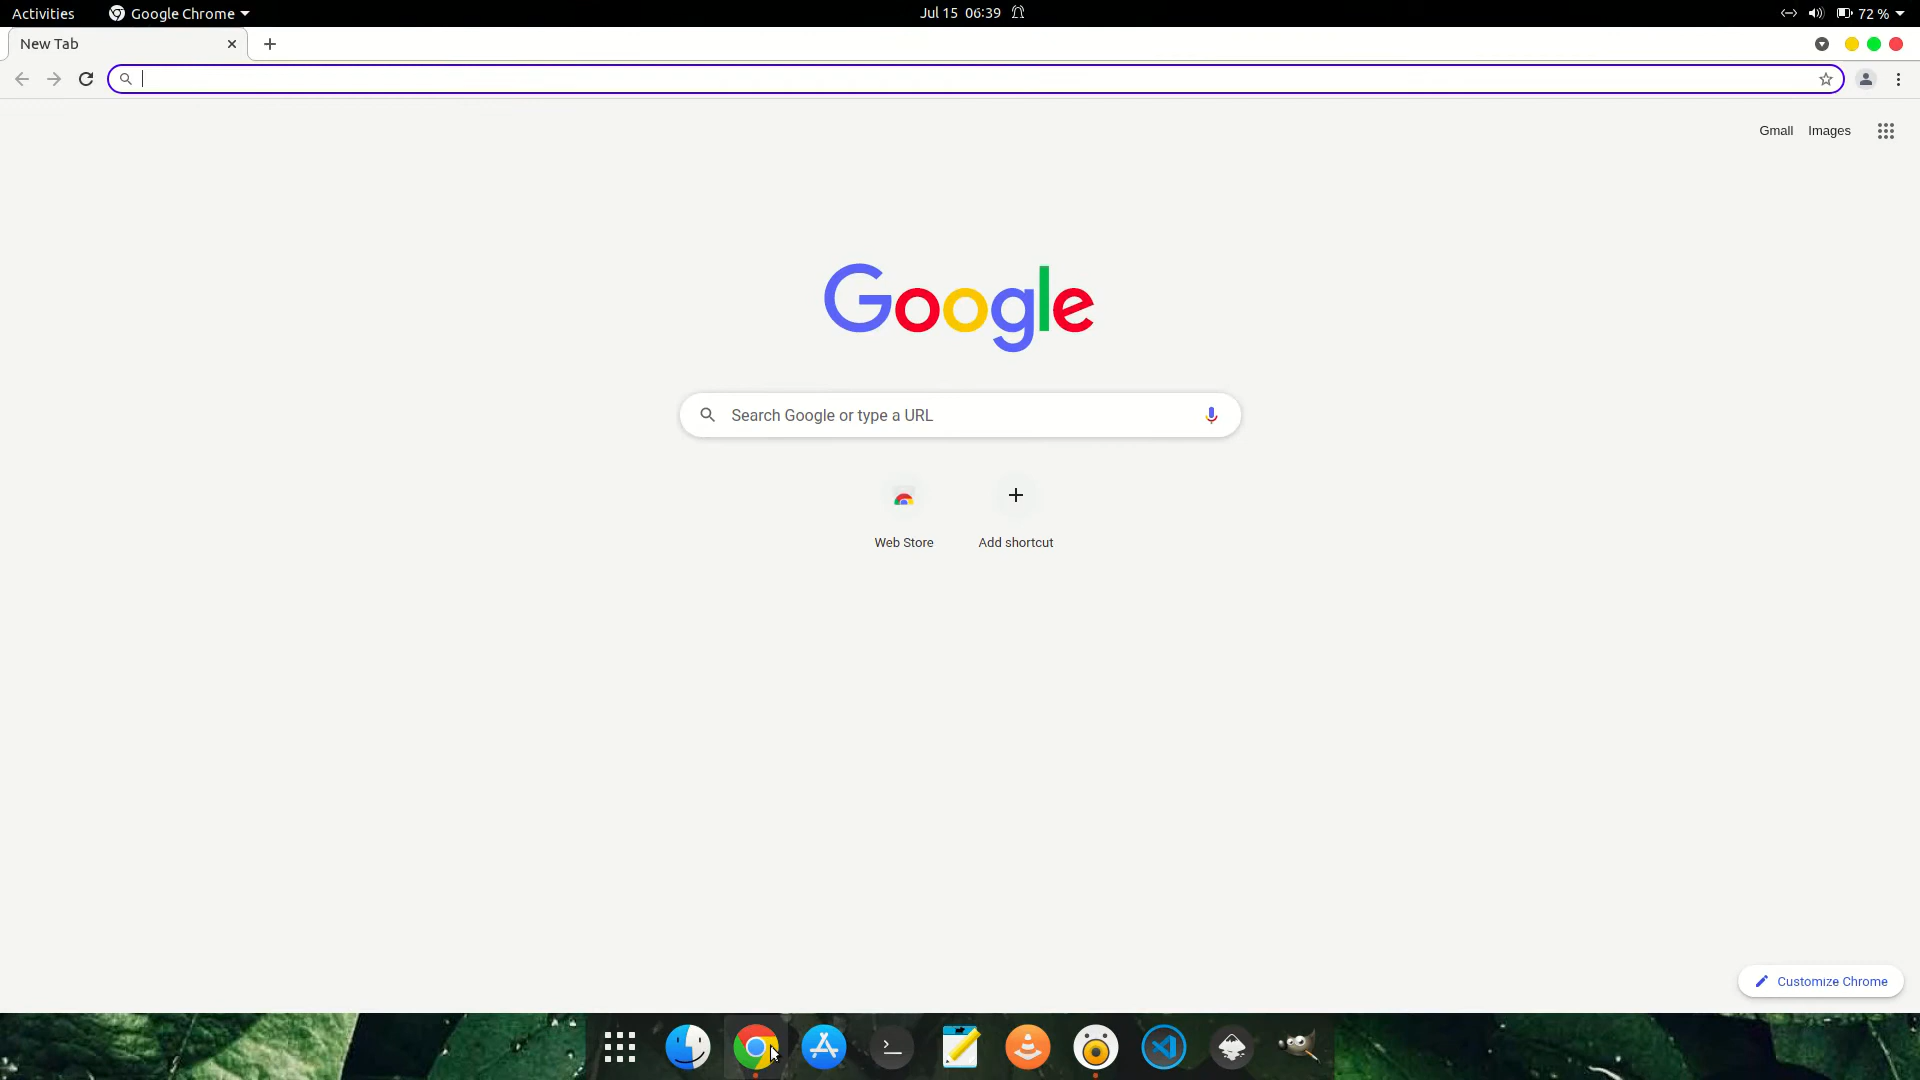 Activities Google Chrome Jul 15 06:39 72 %
New Tab
Gmail Images
Google
Search Google or type a URL
Web Store Add shortcut
Customize Chrome